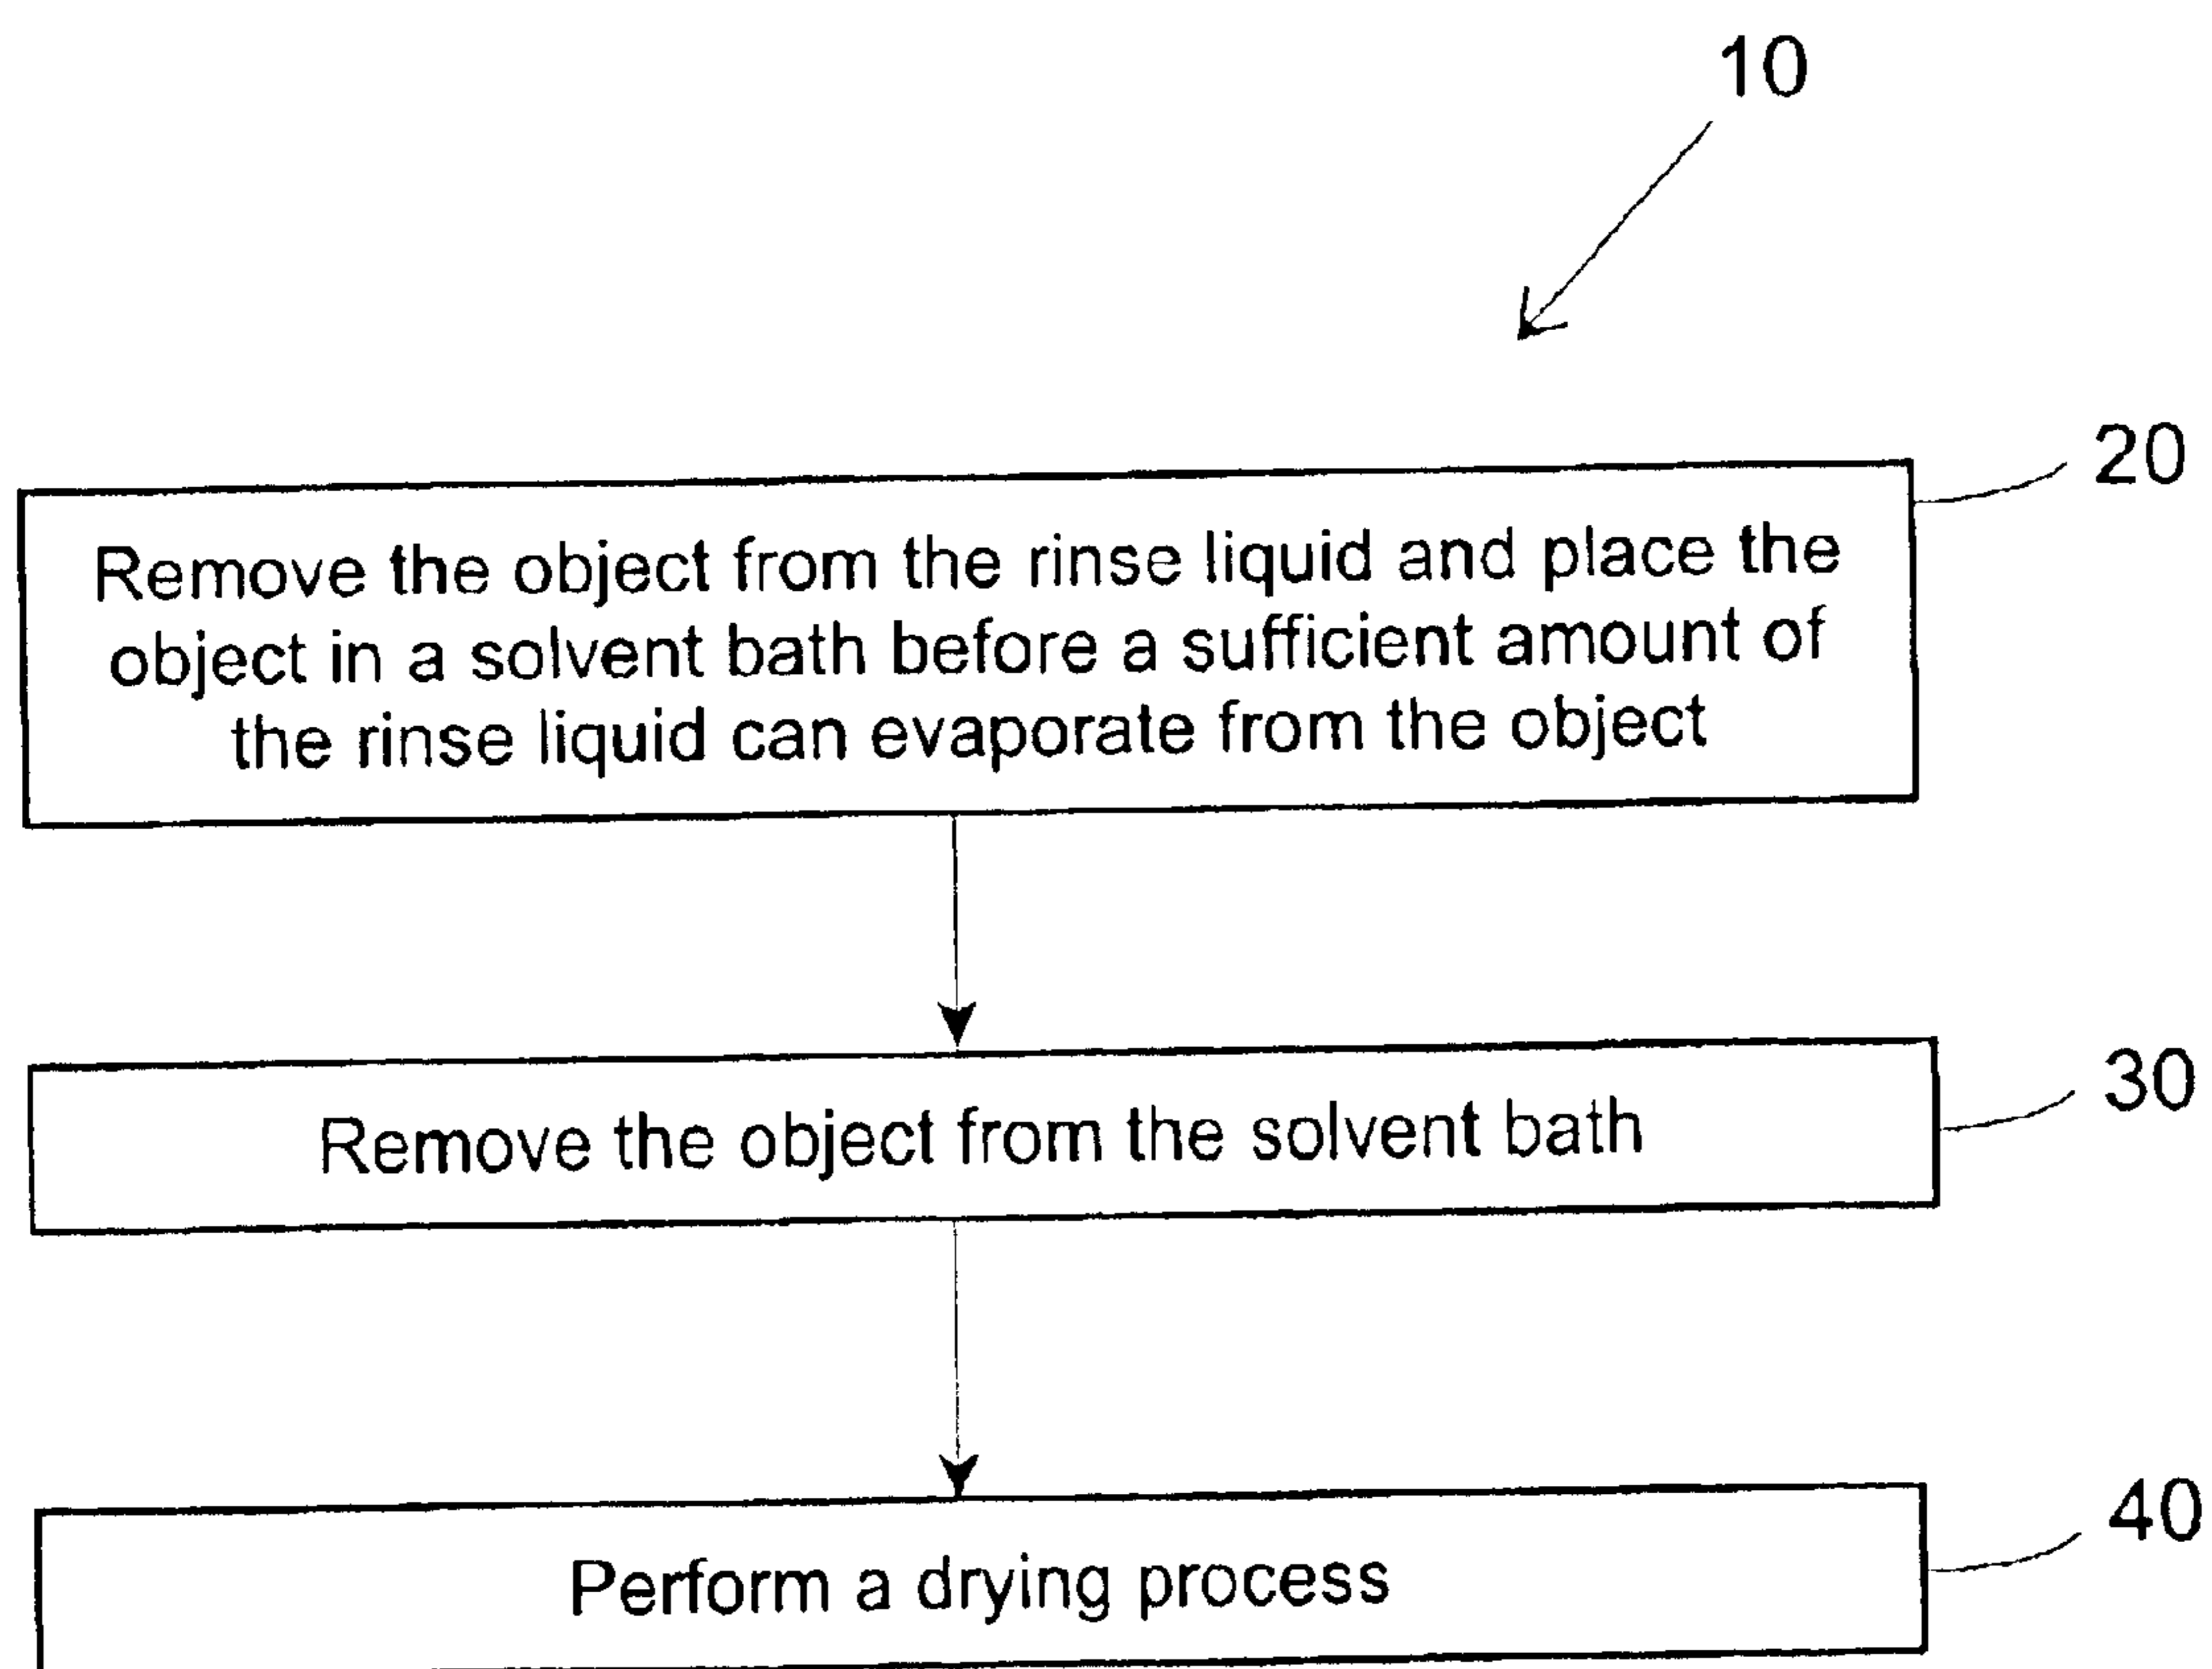 10
20
Remove the object from the rinse liquid and place the
object in a solvent bath before a sufficient amount of
the rinse liquid can evaporate from the object
30
Remove the object from the solvent bath
40
Perform a drying process